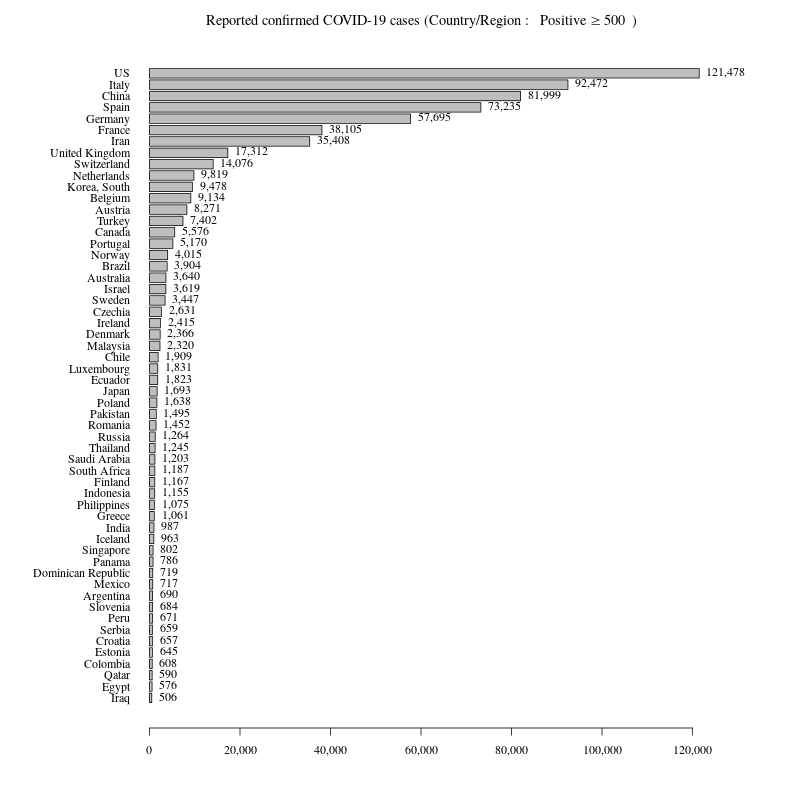 Reported confirmed COVID-19 cases (Country/Region : Positive ≥ 500 )
US 121,478
Italy 92,472
China 81,999
Spain 73,235
Germany 57,695
France 38,105
Iran 35,408
United Kingdom 17,312
Switzerland 14,076
Netherlands 9,819
Korea, South 9,478
Belgium 9,134
Austria 8,271
Turkey 7,402
Canada 5,576
Portugal 5,170
Norway 4,015
Brazil 3,904
Australia 3,640
Israel 3,619
Sweden 3,447
Czechia 2,631
Ireland 2,415
Denmark 2,366
Malaysia 2,320
Chile 1,909
Luxembourg 1,831
Ecuador 1,823
Japan 1,693
Poland 1,638
Pakistan 1,495
Romania 1,452
Russia 1,264
Thailand 1,245
Saudi Arabia 1,203
South Africa 1,187
Finland 1,167
Indonesia 1,155
Philippines 1,075
Greece 1,061
India 987
Iceland 963
Singapore 802
Panama 786
Dominican Republic 719
Mexico 717
Argentina 690
Slovenia 684
Peru 671
Serbia 659
Croatia 657
Estonia 645
Colombia 608
Qatar 590
Egypt 576
Iraq 506
0 20,000 40,000 60,000 80,000 100,000 120,000